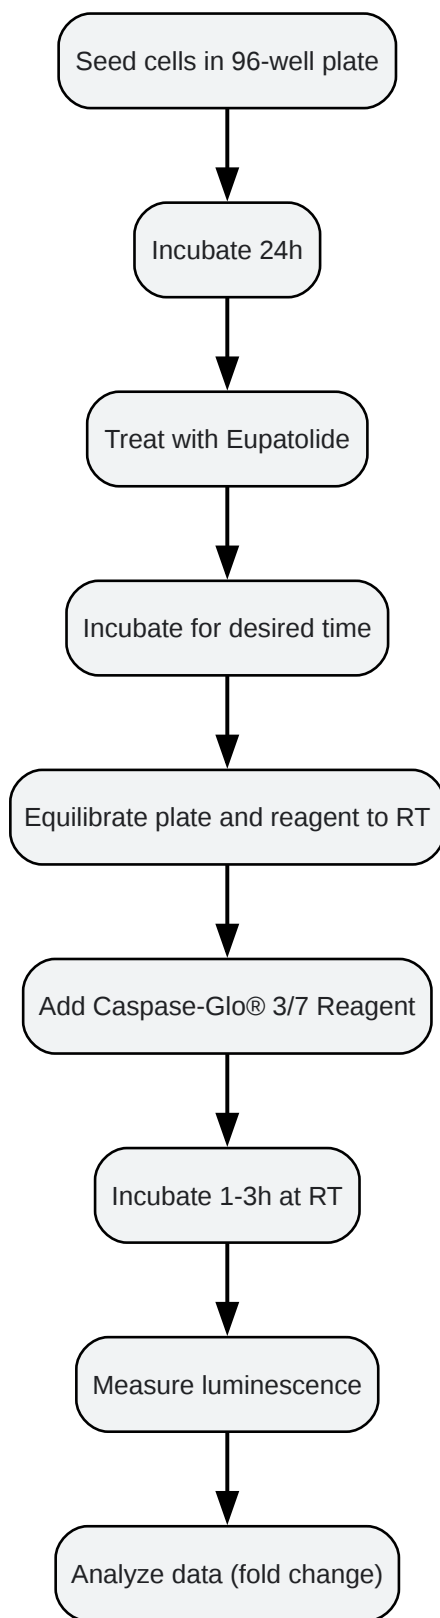 Seed cells in 96-well plate
Incubate 24h
Treat with Eupatolide
Incubate for desired time
Equilibrate plate and reagent to RT
Add Caspase-Glo® 3/7 Reagent
Incubate 1-3h at RT
Measure luminescence
Analyze data (fold change)